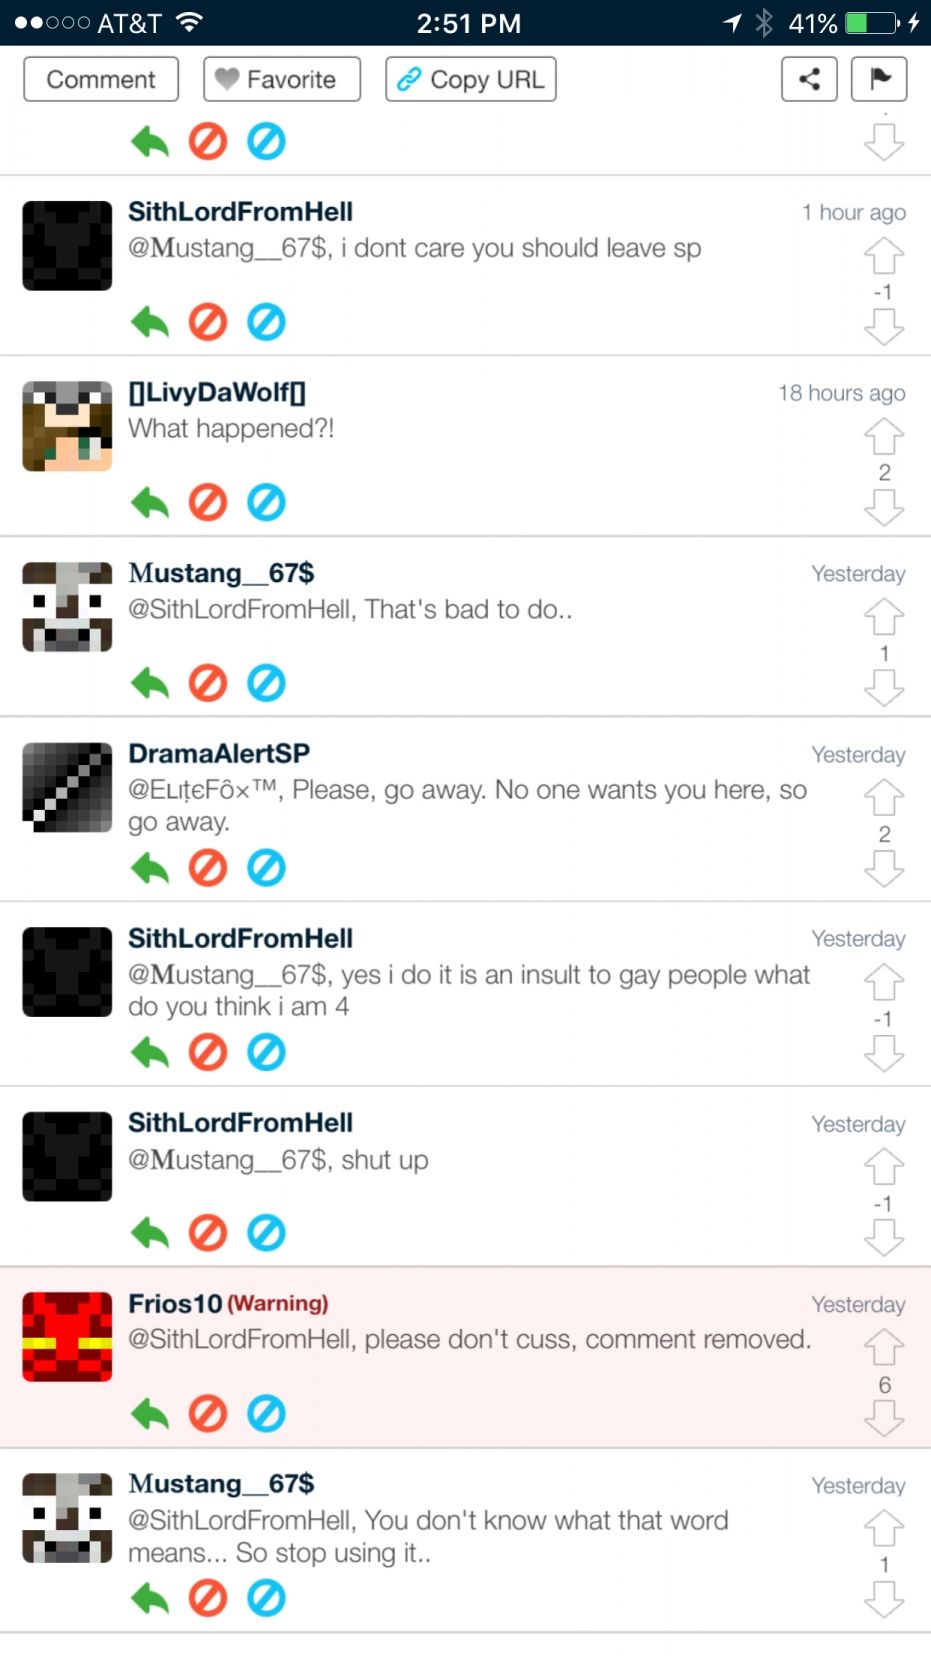 AT&T 2:51 PM 41%
Comment Favorite Copy URL
SithLordFromHell 1 hour ago
@Mustang__67$, i dont care you should leave sp
-1
[]LivyDaWolf[] 18 hours ago
What happened?!
2
Mustang__67$ Yesterday
@SithLordFromHell, That's bad to do..
1
DramaAlertSP Yesterday
@ELιţєFôx™, Please, go away. No one wants you here, so
go away.
2
SithLordFromHell Yesterday
@Mustang__67$, yes i do it is an insult to gay people what
do you think i am 4
-1
SithLordFromHell Yesterday
@Mustang__67$, shut up
-1
Frios10 (Warning) Yesterday
@SithLordFromHell, please don't cuss, comment removed.
6
Mustang__67$ Yesterday
@SithLordFromHell, You don't know what that word
means... So stop using it..
1